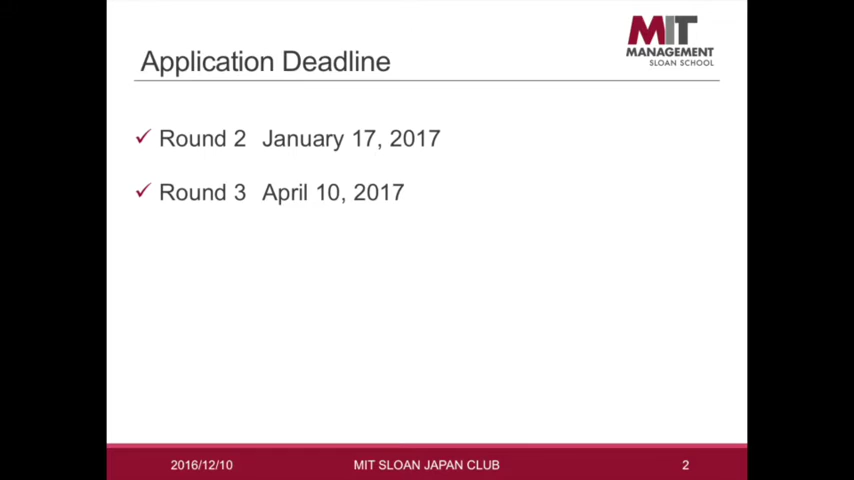 MIT
MANAGEMENT
SLOAN SCHOOL
Application Deadline
Round 2 January 17, 2017
Round 3 April 10, 2017
2016/12/10 MIT SLOAN JAPAN CLUB 2